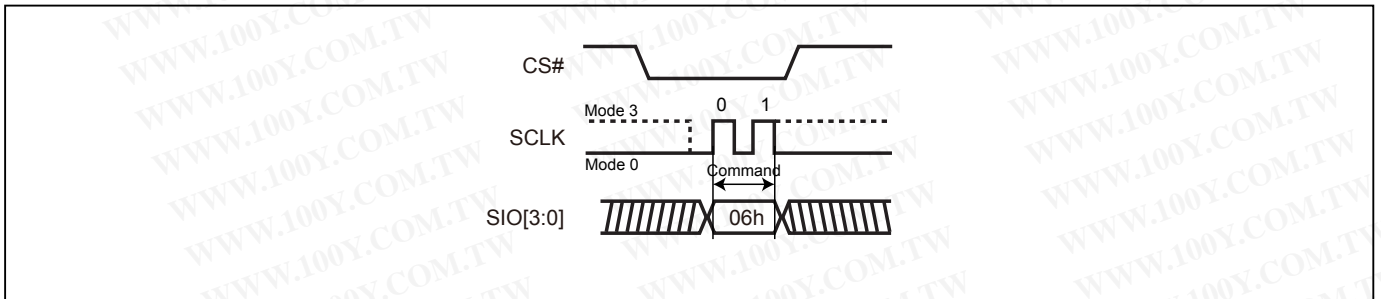 CS#
Mode 3
0 1
SCLK
Mode 0
Command
SIO[3:0]
06h
WWW.100Y.COM.TW